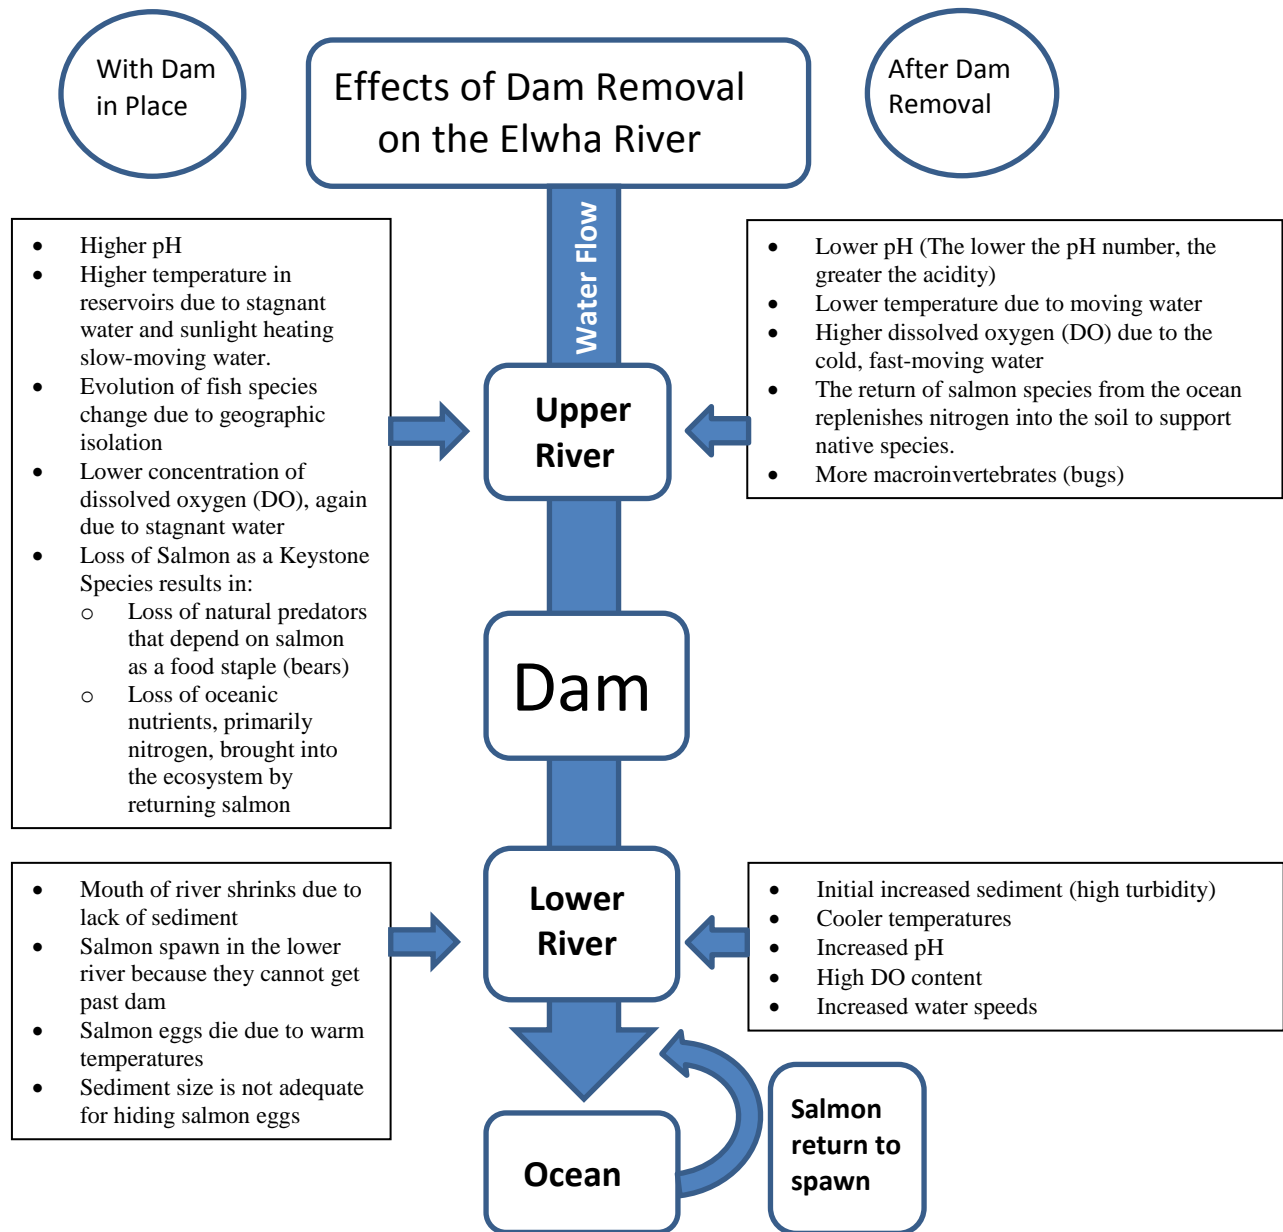 With Dam
in Place
Effects of Dam Removal
on the Elwha River
After Dam
Removal
Water Flow
• Higher pH
• Higher temperature in
reservoirs due to stagnant
water and sunlight heating
slow-moving water.
• Evolution of fish species
change due to geographic
isolation
• Lower concentration of
dissolved oxygen (DO), again
due to stagnant water
• Loss of Salmon as a Keystone
Species results in:
o Loss of natural predators
that depend on salmon
as a food staple (bears)
o Loss of oceanic
nutrients, primarily
nitrogen, brought into
the ecosystem by
returning salmon
Upper
River
• Lower pH (The lower the pH number, the
greater the acidity)
• Lower temperature due to moving water
• Higher dissolved oxygen (DO) due to the
cold, fast-moving water
• The return of salmon species from the ocean
replenishes nitrogen into the soil to support
native species.
• More macroinvertebrates (bugs)
Dam
• Mouth of river shrinks due to
lack of sediment
• Salmon spawn in the lower
river because they cannot get
past dam
• Salmon eggs die due to warm
temperatures
• Sediment size is not adequate
for hiding salmon eggs
Lower
River
• Initial increased sediment (high turbidity)
• Cooler temperatures
• Increased pH
• High DO content
• Increased water speeds
Ocean
Salmon
return to
spawn